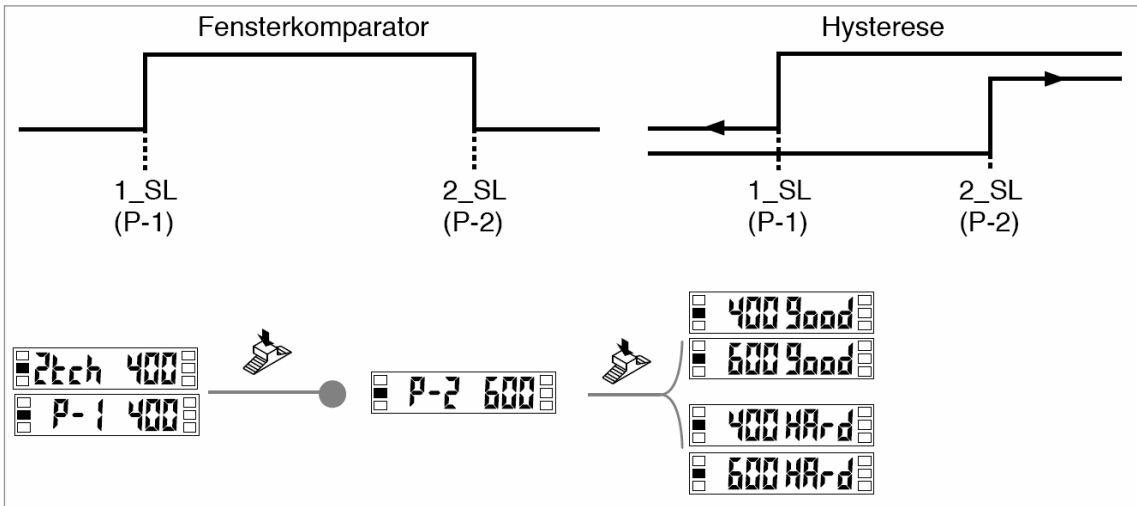 Fensterkomparator
Hysterese
1_SL
(P-1)
2_SL
(P-2)
1_SL
(P-1)
2_SL
(P-2)
2tch 400
P-1 400
P-2 600
400 good
600 good
400 HArd
600 HArd